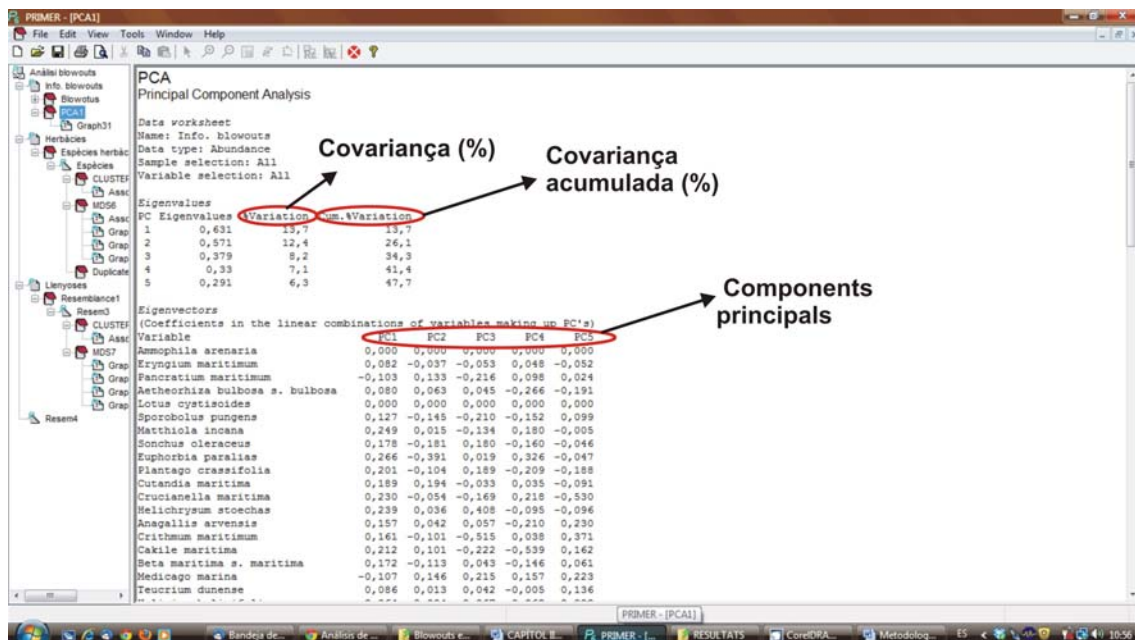 PRIMER - [PCA1]
File Edit View Tools Window Help
Anàlisi blowouts
Info. blowouts
Blowotus
PCA1
Graph31
Herbàcies
Espècies herbàc
Espècies
CLUSTER
Assc
MDS6
Assc
Grap
Grap
Grap
Duplicate
Llenyoses
Resemblance1
Resem3
CLUSTER
Assc
MDS7
Grap
Grap
Grap
Grap
Resem4
PCA
Principal Component Analysis
Data worksheet
Name: Info. blowouts
Data type: Abundance
Sample selection: All
Variable selection: All
Covariança (%)
Covariança
acumulada (%)
Eigenvalues
PC Eigenvalues %Variation Cum.%Variation
1 0,631 13,7 13,7
2 0,571 12,4 26,1
3 0,379 8,2 34,3
4 0,33 7,1 41,4
5 0,291 6,3 47,7
Components
principals
Eigenvectors
(Coefficients in the linear combinations of variables making up PC's)
Variable PC1 PC2 PC3 PC4 PC5
Ammophila arenaria 0,000 0,000 0,000 0,000 0,000
Eryngium maritimum 0,082 -0,037 -0,053 0,048 -0,052
Pancratium maritimum -0,103 0,133 -0,216 0,098 0,024
Aetheorhiza bulbosa s. bulbosa 0,080 0,063 0,045 -0,266 -0,191
Lotus cystisoides 0,000 0,000 0,000 0,000 0,000
Sporobolus pungens 0,127 -0,145 -0,210 -0,152 0,099
Matthiola incana 0,249 0,015 -0,134 0,180 -0,005
Sonchus oleraceus 0,178 -0,181 0,180 -0,160 -0,046
Euphorbia paralias 0,266 -0,391 0,019 0,326 -0,047
Plantago crassifolia 0,201 -0,104 0,189 -0,209 -0,188
Cutandia maritima 0,189 0,194 -0,033 0,035 -0,091
Crucianella maritima 0,230 -0,054 -0,169 0,218 -0,530
Helichrysum stoechas 0,239 0,036 0,408 -0,095 -0,096
Anagallis arvensis 0,157 0,042 0,057 -0,210 0,230
Crithmum maritimum 0,161 -0,101 -0,515 0,038 0,371
Cakile maritima 0,212 0,101 -0,222 -0,539 0,162
Beta maritima s. maritima 0,172 -0,113 0,043 -0,146 0,061
Medicago marina -0,107 0,146 0,215 0,157 0,223
Teucrium dunense 0,086 0,013 0,042 -0,005 0,136
PRIMER - [PCA1]
Bandeja de... Anàlisis de ... Blowouts e... CAPÍTOL II... PRIMER - [... RESULTATS CorelDRA... Metodolog... ES 10:56